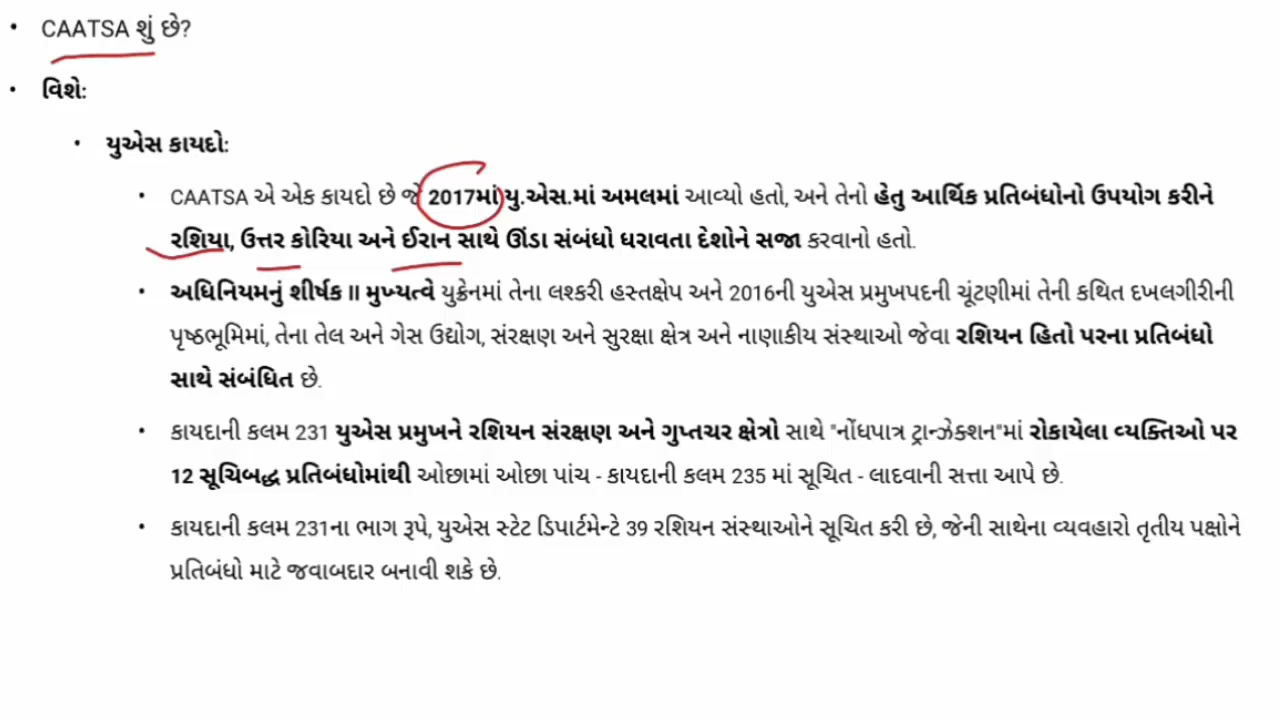 • CAATSA શું છે?
• વિશે:
• યુએસ કાયદો:
• CAATSA એ એક કાયદો છે જે 2017માં યુ.એસ.માં અમલમાં આવ્યો હતો, અને તેનો હેતુ આર્થિક પ્રતિબંધોનો ઉપયોગ કરીને
રશિયા, ઉત્તર કોરિયા અને ઈરાન સાથે ઊંડા સંબંધો ધરાવતા દેશોને સજા કરવાનો હતો.
• અધિનિયમનું શીર્ષક II મુખ્યત્વે યુક્રેનમાં તેના લશ્કરી હસ્તક્ષેપ અને 2016ની યુએસ પ્રમુખપદની ચૂંટણીમાં તેની કથિત દખલગીરીની
પૃષ્ઠભૂમિમાં, તેના તેલ અને ગેસ ઉદ્યોગ, સંરક્ષણ અને સુરક્ષા ક્ષેત્ર અને નાણાકીય સંસ્થાઓ જેવા રશિયન હિતો પરના પ્રતિબંધો
સાથે સંબંધિત છે.
• કાયદાની કલમ 231 યુએસ પ્રમુખને રશિયન સંરક્ષણ અને ગુપ્તચર ક્ષેત્રો સાથે "નોંધપાત્ર ટ્રાન્ઝેક્શન"માં રોકાયેલા વ્યક્તિઓ પર
12 સૂચિબદ્ધ પ્રતિબંધોમાંથી ઓછામાં ઓછા પાંચ - કાયદાની કલમ 235 માં સૂચિત - લાદવાની સત્તા આપે છે.
• કાયદાની કલમ 231ના ભાગ રૂપે, યુએસ સ્ટેટ ડિપાર્ટમેન્ટે 39 રશિયન સંસ્થાઓને સૂચિત કરી છે, જેની સાથેના વ્યવહારો તૃતીય પક્ષોને
પ્રતિબંધો માટે જવાબદાર બનાવી શકે છે.